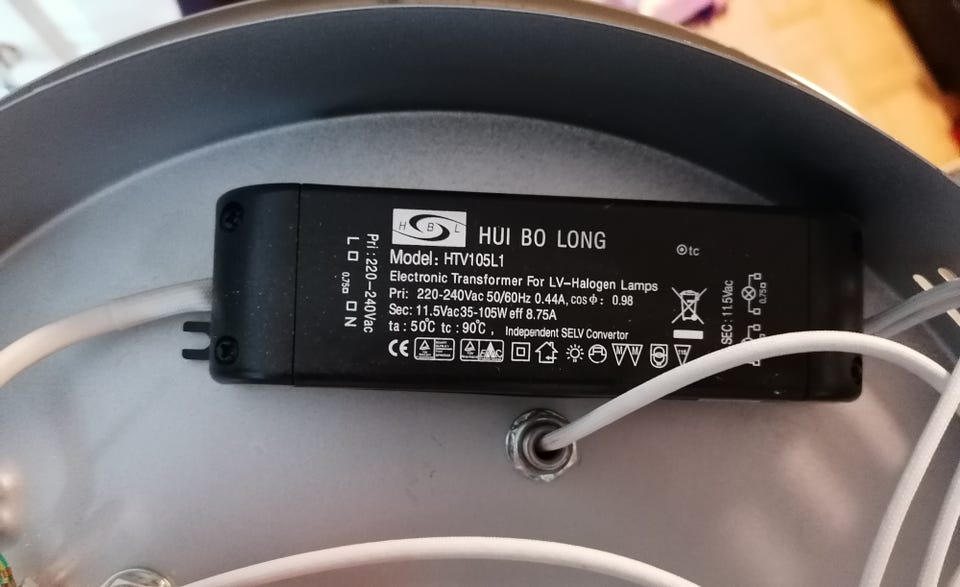 HBL
HUI BO LONG
tc
Model: HTV105L1
Electronic Transformer For LV-Halogen Lamps
Pri: 220-240Vac 50/60Hz 0.44A, cosΦ: 0.98
Sec: 11.5Vac35-105W eff 8.75A
ta: 50℃ tc: 90℃, Independent SELV Convertor
CE
Pri: 220-240Vac
L 0.75 N
SEC: 11.5Vac
0.75